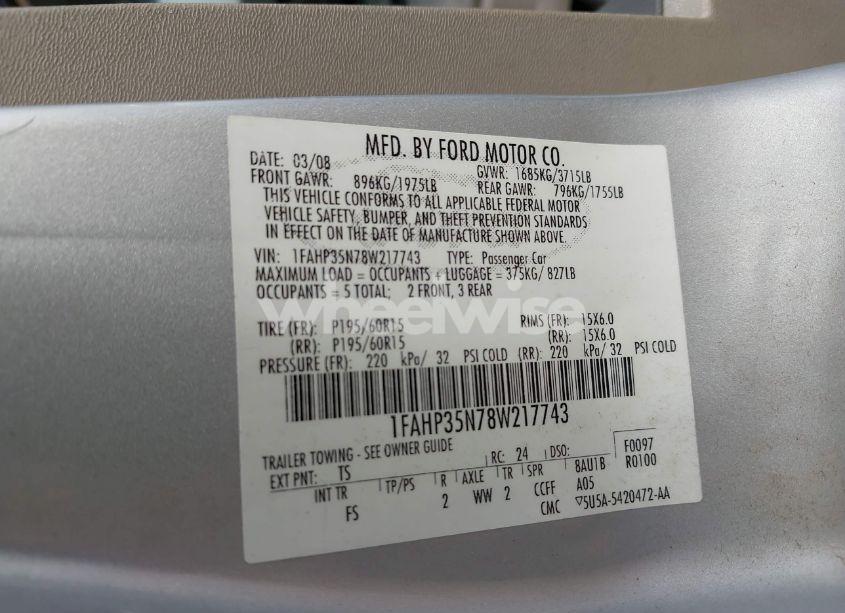 MFD. BY FORD MOTOR CO.
DATE: 03/08 GVWR: 1685KG/3715LB
FRONT GAWR: 896KG/1975LB REAR GAWR: 796KG/1755LB
THIS VEHICLE CONFORMS TO ALL APPLICABLE FEDERAL MOTOR
VEHICLE SAFETY, BUMPER, AND THEFT PREVENTION STANDARDS
IN EFFECT ON THE DATE OF MANUFACTURE SHOWN ABOVE.
VIN: 1FAHP35N78W217743 TYPE: Passenger Car
MAXIMUM LOAD = OCCUPANTS + LUGGAGE = 375KG/ 827LB
OCCUPANTS = 5 TOTAL; 2 FRONT, 3 REAR
wheelwise
TIRE (FR): P195/60R15 RIMS (FR): 15X6.0
(RR): P195/60R15 (RR): 15X6.0
PRESSURE (FR): 220 kPa/ 32 PSI COLD (RR): 220 kPa/ 32 PSI COLD
1FAHP35N78W217743
TRAILER TOWING - SEE OWNER GUIDE RC: 24 DSO: F0097
EXT PNT: TS R0100
INT TR TP/PS R AXLE TR SPR 8AU1B
FS 2 WW 2 CCFF A05
CMC ▽5U5A-5420472-AA